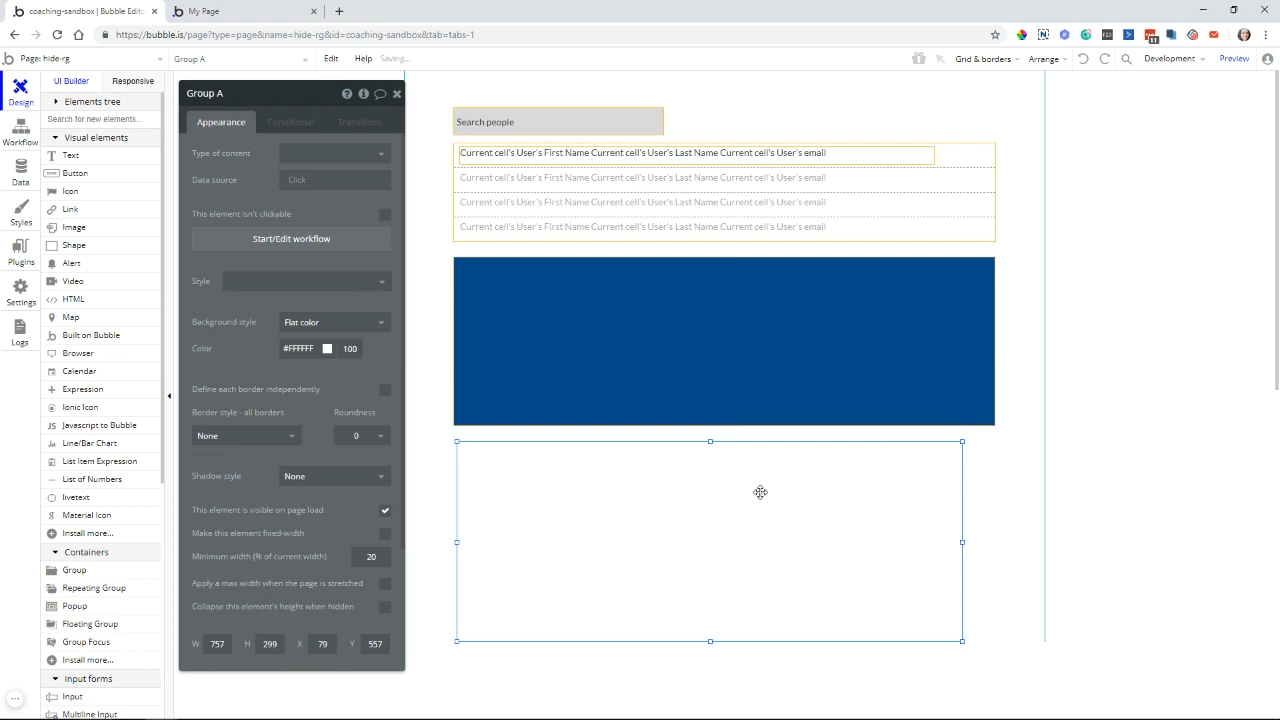 coaching-sandbox | Bubble Edito
My Page
https://bubble.is/page?type=page&name=hide-rg&id=coaching-sandbox&tab=tabs-1
11
Page: hide-rg
Group A
Edit
Help
Saving...
Grid & borders
Arrange
Development
Preview
Design
Workflow
Data
Styles
Plugins
Settings
Logs
UI Builder
Responsive
Elements tree
Search for new elements...
Visual elements
Text
Button
Icon
Link
Image
Shape
Alert
Video
HTML
Map
Built on Bubble
Browser
Calendar
Expression
Ionic Icon
Javascript to Bubble
Line/Bar Chart
List Item Expression
List of Numbers
livetext
Material Icon
Install more...
Containers
Group
Repeating Group
Popup
Floating Group
Group Focus
Install more...
Input forms
Input
Multiline Input
Group A
Appearance
Conditional
Transitions
Type of content
Data source
Click
This element isn't clickable
Start/Edit workflow
Style
Background style
Flat color
Color
#FFFFFF
100
Define each border independently
Border style - all borders
Roundness
None
0
Shadow style
None
This element is visible on page load
Make this element fixed-width
Minimum width (% of current width)
20
Apply a max width when the page is stretched
Collapse this element's height when hidden
W 757 H 299 X 79 Y 557
Search people
Current cell's User's First Name Current cell's User's Last Name Current cell's User's email
Current cell's User's First Name Current cell's User's Last Name Current cell's User's email
Current cell's User's First Name Current cell's User's Last Name Current cell's User's email
Current cell's User's First Name Current cell's User's Last Name Current cell's User's email